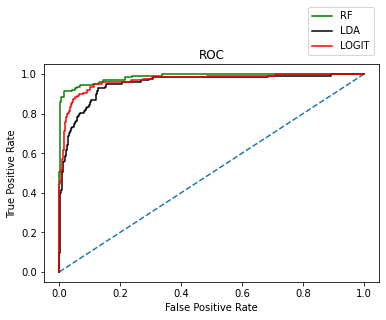 RF
LDA
LOGIT
ROC
True Positive Rate
1.0
0.8
0.6
0.4
0.2
0.0
0.0 0.2 0.4 0.6 0.8 1.0
False Positive Rate